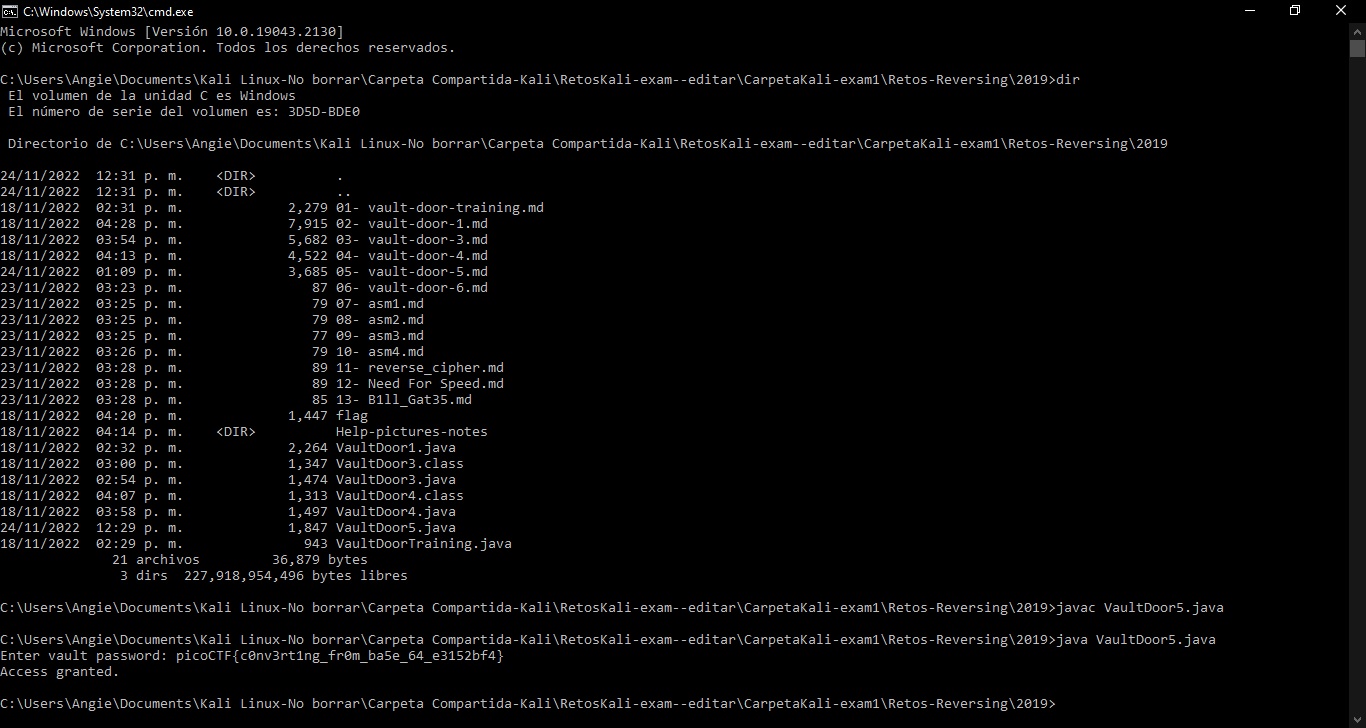 C:\Windows\System32\cmd.exe
Microsoft Windows [Versión 10.0.19043.2130]
(c) Microsoft Corporation. Todos los derechos reservados.
C:\Users\Angie\Documents\Kali Linux-No borrar\Carpeta Compartida-Kali\RetosKali-exam--editar\CarpetaKali-exam1\Retos-Reversing\2019>dir
El volumen de la unidad C es Windows
El número de serie del volumen es: 3D5D-BDE0
Directorio de C:\Users\Angie\Documents\Kali Linux-No borrar\Carpeta Compartida-Kali\RetosKali-exam--editar\CarpetaKali-exam1\Retos-Reversing\2019
24/11/2022  12:31 p. m.    <DIR>          .
24/11/2022  12:31 p. m.    <DIR>          ..
18/11/2022  02:31 p. m.             2,279 01- vault-door-training.md
18/11/2022  04:28 p. m.             7,915 02- vault-door-1.md
18/11/2022  03:54 p. m.             5,682 03- vault-door-3.md
18/11/2022  04:13 p. m.             4,522 04- vault-door-4.md
24/11/2022  01:09 p. m.             3,685 05- vault-door-5.md
23/11/2022  03:23 p. m.                87 06- vault-door-6.md
23/11/2022  03:25 p. m.                79 07- asm1.md
23/11/2022  03:25 p. m.                79 08- asm2.md
23/11/2022  03:25 p. m.                77 09- asm3.md
23/11/2022  03:26 p. m.                79 10- asm4.md
23/11/2022  03:28 p. m.                89 11- reverse_cipher.md
23/11/2022  03:28 p. m.                89 12- Need For Speed.md
23/11/2022  03:28 p. m.                85 13- B1ll_Gat35.md
18/11/2022  04:20 p. m.             1,447 flag
18/11/2022  04:14 p. m.    <DIR>          Help-pictures-notes
18/11/2022  02:32 p. m.             2,264 VaultDoor1.java
18/11/2022  03:00 p. m.             1,347 VaultDoor3.class
18/11/2022  02:54 p. m.             1,474 VaultDoor3.java
18/11/2022  04:07 p. m.             1,313 VaultDoor4.class
18/11/2022  03:58 p. m.             1,497 VaultDoor4.java
24/11/2022  12:29 p. m.             1,847 VaultDoor5.java
18/11/2022  02:29 p. m.               943 VaultDoorTraining.java
21 archivos         36,879 bytes
3 dirs  227,918,954,496 bytes libres
C:\Users\Angie\Documents\Kali Linux-No borrar\Carpeta Compartida-Kali\RetosKali-exam--editar\CarpetaKali-exam1\Retos-Reversing\2019>javac VaultDoor5.java
C:\Users\Angie\Documents\Kali Linux-No borrar\Carpeta Compartida-Kali\RetosKali-exam--editar\CarpetaKali-exam1\Retos-Reversing\2019>java VaultDoor5.java
Enter vault password: picoCTF{c0nv3rt1ng_fr0m_ba5e_64_e3152bf4}
Access granted.
C:\Users\Angie\Documents\Kali Linux-No borrar\Carpeta Compartida-Kali\RetosKali-exam--editar\CarpetaKali-exam1\Retos-Reversing\2019>